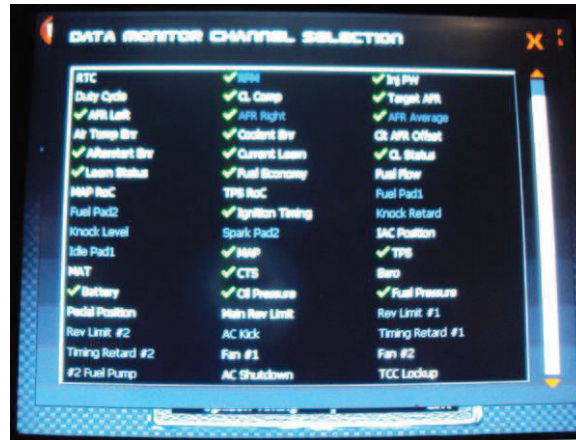 DATA MONITOR CHANNEL SELECTION X
RTC RPM Inj PW
Duty Cycle CL Comp Target AFR
AFR Left AFR Right AFR Average
Air Temp Enr Coolant Enr Clt AFR Offset
Afterstart Enr Current Learn CL Status
Learn Status Fuel Economy Fuel Flow
MAP RoC TPS RoC Fuel Pad1
Fuel Pad2 Ignition Timing Knock Retard
Knock Level Spark Pad2 IAC Position
Idle Pad1 MAP TPS
MAT CTS Baro
Battery Oil Pressure Fuel Pressure
Pedal Position Main Rev Limit Rev Limit #1
Rev Limit #2 AC Kick Timing Retard #1
Timing Retard #2 Fan #1 Fan #2
#2 Fuel Pump AC Shutdown TCC Lockup